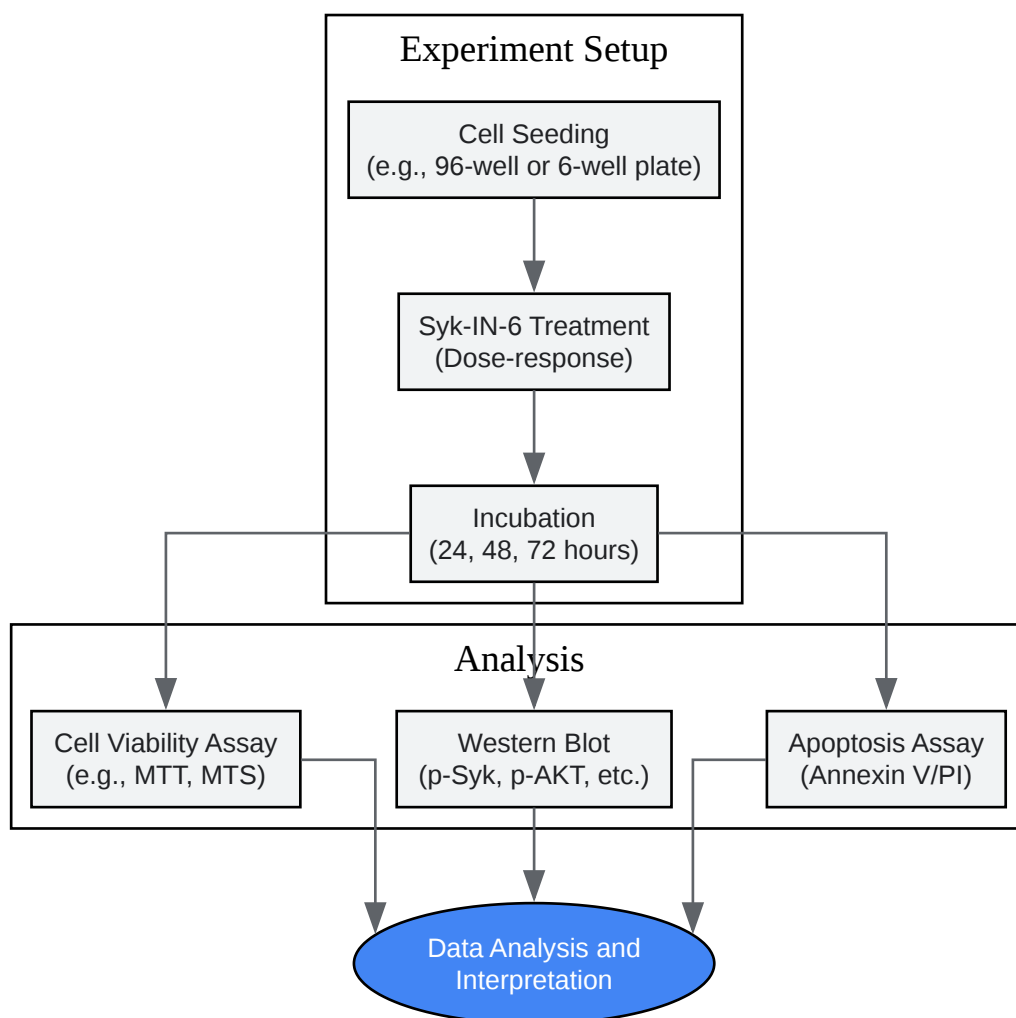 Experiment Setup
Cell Seeding
(e.g., 96-well or 6-well plate)
Syk-IN-6 Treatment
(Dose-response)
Incubation
(24, 48, 72 hours)
Analysis
Cell Viability Assay
(e.g., MTT, MTS)
Western Blot
(p-Syk, p-AKT, etc.)
Apoptosis Assay
(Annexin V/PI)
Data Analysis and
Interpretation